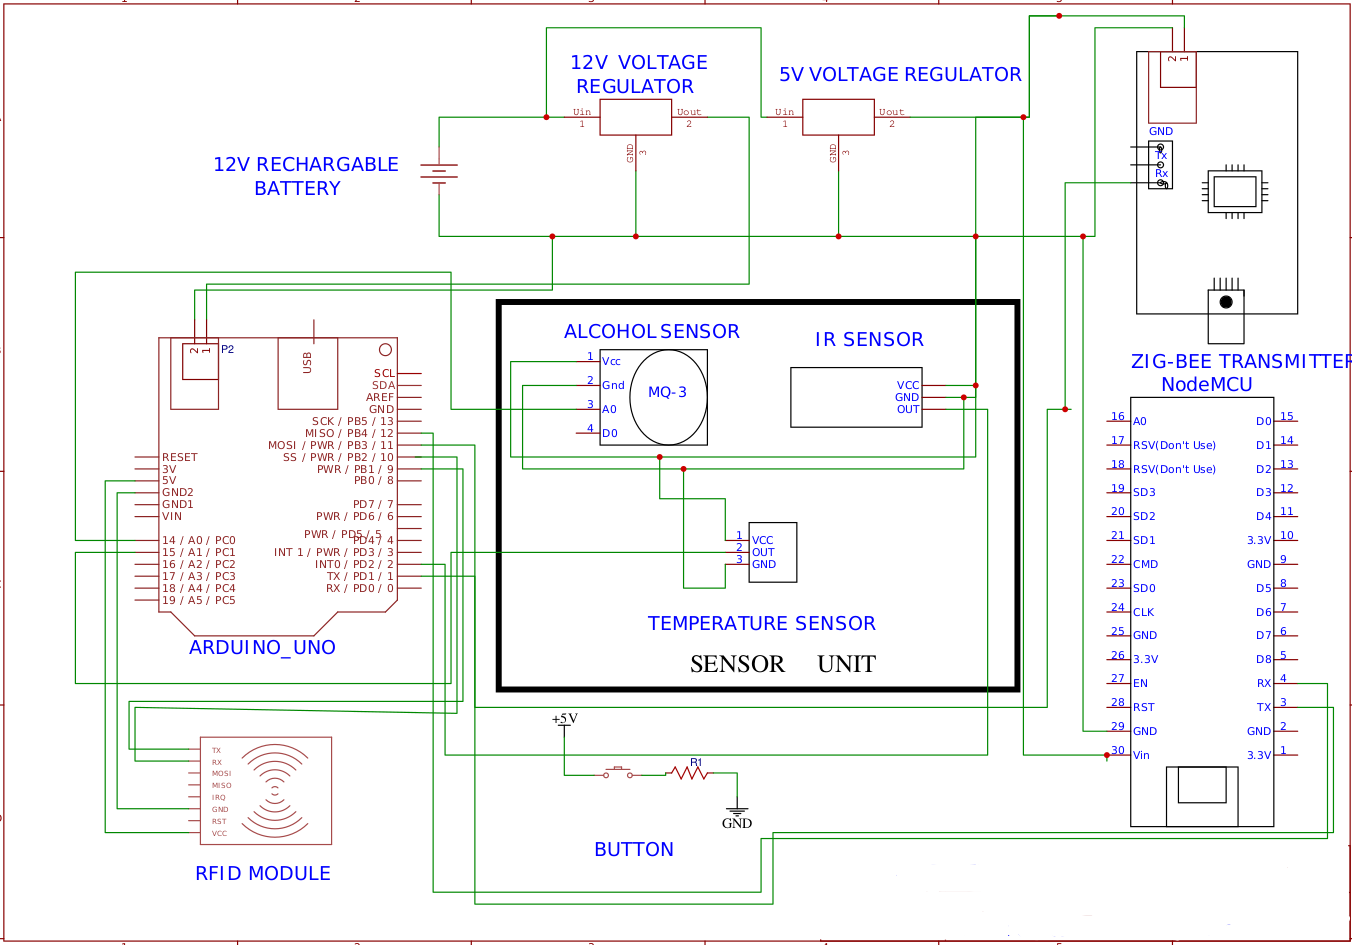 12V VOLTAGE
REGULATOR
5V VOLTAGE REGULATOR
Uin
1
Uout
2
GND
3
Uin
1
Uout
2
GND
3
12V RECHARGABLE
BATTERY
2
1
GND
Tx
Rx
ZIG-BEE TRANSMITTER
NodeMCU
2
1
P2
USB
SCL
SDA
AREF
GND
SCK / PB5 / 13
MISO / PB4 / 12
MOSI / PWR / PB3 / 11
SS / PWR / PB2 / 10
PWR / PB1 / 9
PB0 / 8
PD7 / 7
PWR / PD6 / 6
PWR / PD5 / 5
PD4 / 4
INT 1 / PWR / PD3 / 3
INT0 / PD2 / 2
TX / PD1 / 1
RX / PD0 / 0
RESET
3V
5V
GND2
GND1
VIN
14 / A0 / PC0
15 / A1 / PC1
16 / A2 / PC2
17 / A3 / PC3
18 / A4 / PC4
19 / A5 / PC5
ARDUINO_UNO
ALCOHOL SENSOR
1 Vcc
2 Gnd
3 A0
4 D0
MQ-3
IR SENSOR
VCC
GND
OUT
1 VCC
2 OUT
3 GND
TEMPERATURE SENSOR
SENSOR UNIT
16 A0
17 RSV(Don't Use)
18 RSV(Don't Use)
19 SD3
20 SD2
21 SD1
22 CMD
23 SD0
24 CLK
25 GND
26 3.3V
27 EN
28 RST
29 GND
30 Vin
D0 15
D1 14
D2 13
D3 12
D4 11
3.3V 10
GND 9
D5 8
D6 7
D7 6
D8 5
RX 4
TX 3
GND 2
3.3V 1
TX
RX
MOSI
MISO
IRQ
GND
RST
VCC
RFID MODULE
+5V
R1
GND
BUTTON